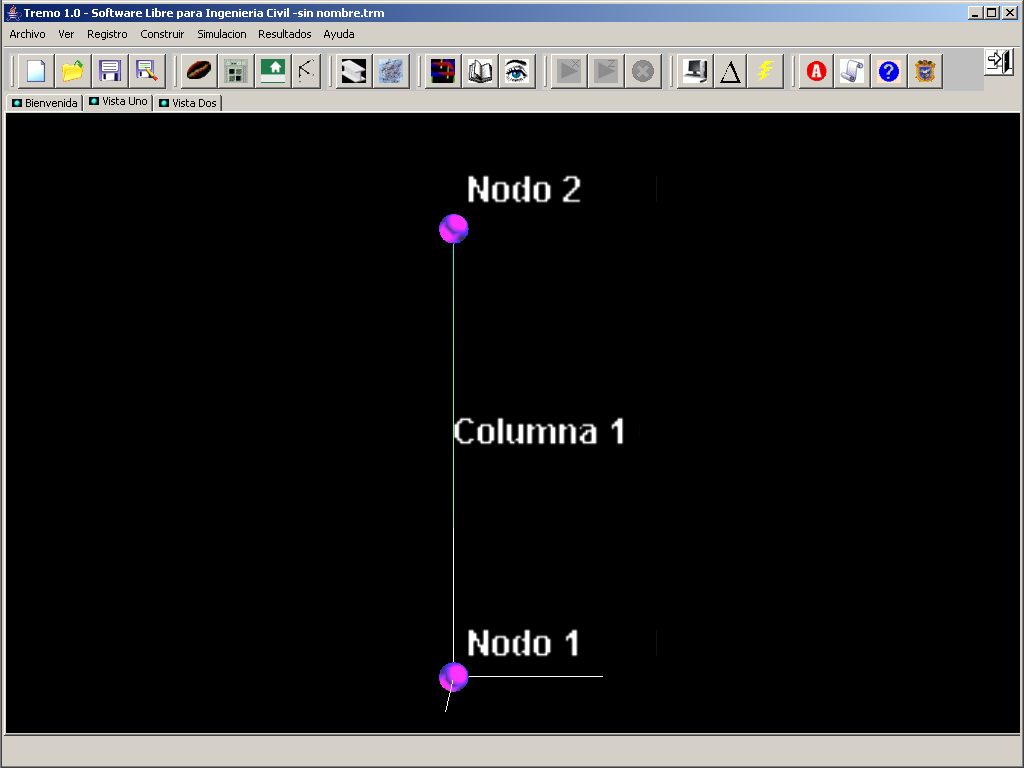 Tremo 1.0 - Software Libre para Ingenieria Civil -sin nombre.trm
Archivo Ver Registro Construir Simulacion Resultados Ayuda
X Z A ?
Bienvenida Vista Uno Vista Dos
Nodo 2
Columna 1
Nodo 1